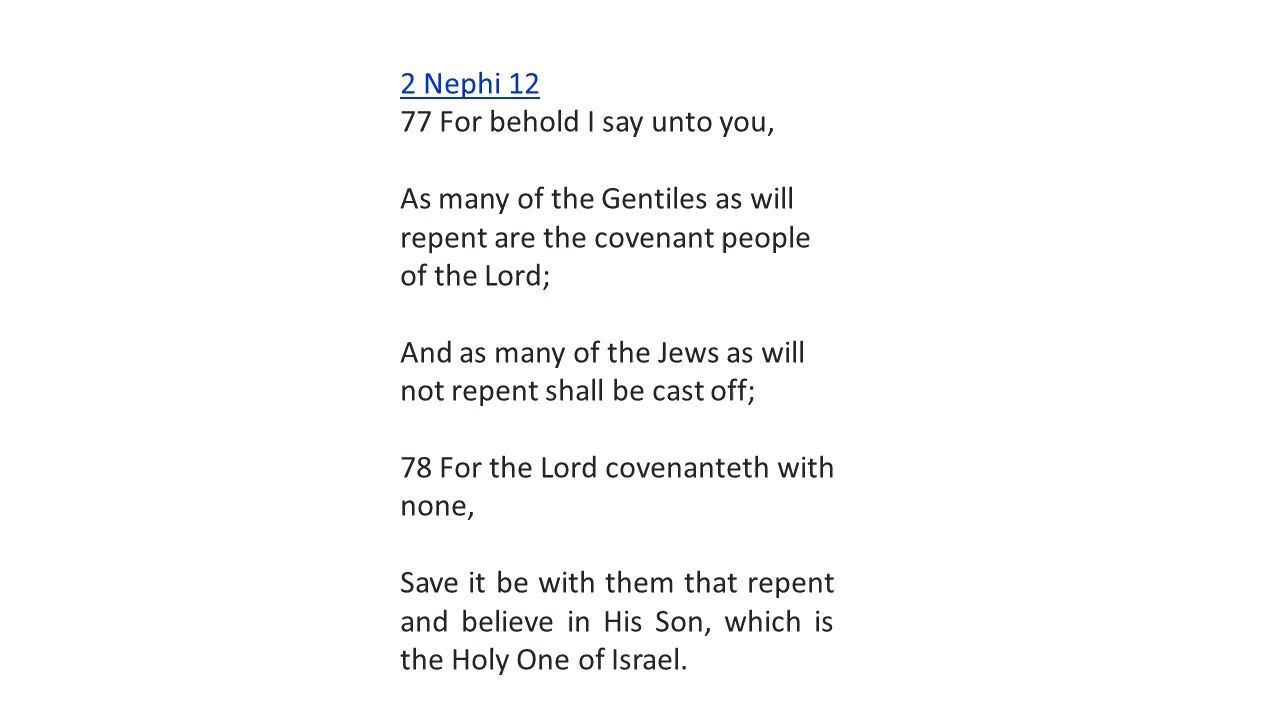 2 Nephi 12
77 For behold I say unto you,
As many of the Gentiles as will
repent are the covenant people
of the Lord;
And as many of the Jews as will
not repent shall be cast off;
78 For the Lord covenanteth with
none,
Save it be with them that repent
and believe in His Son, which is
the Holy One of Israel.